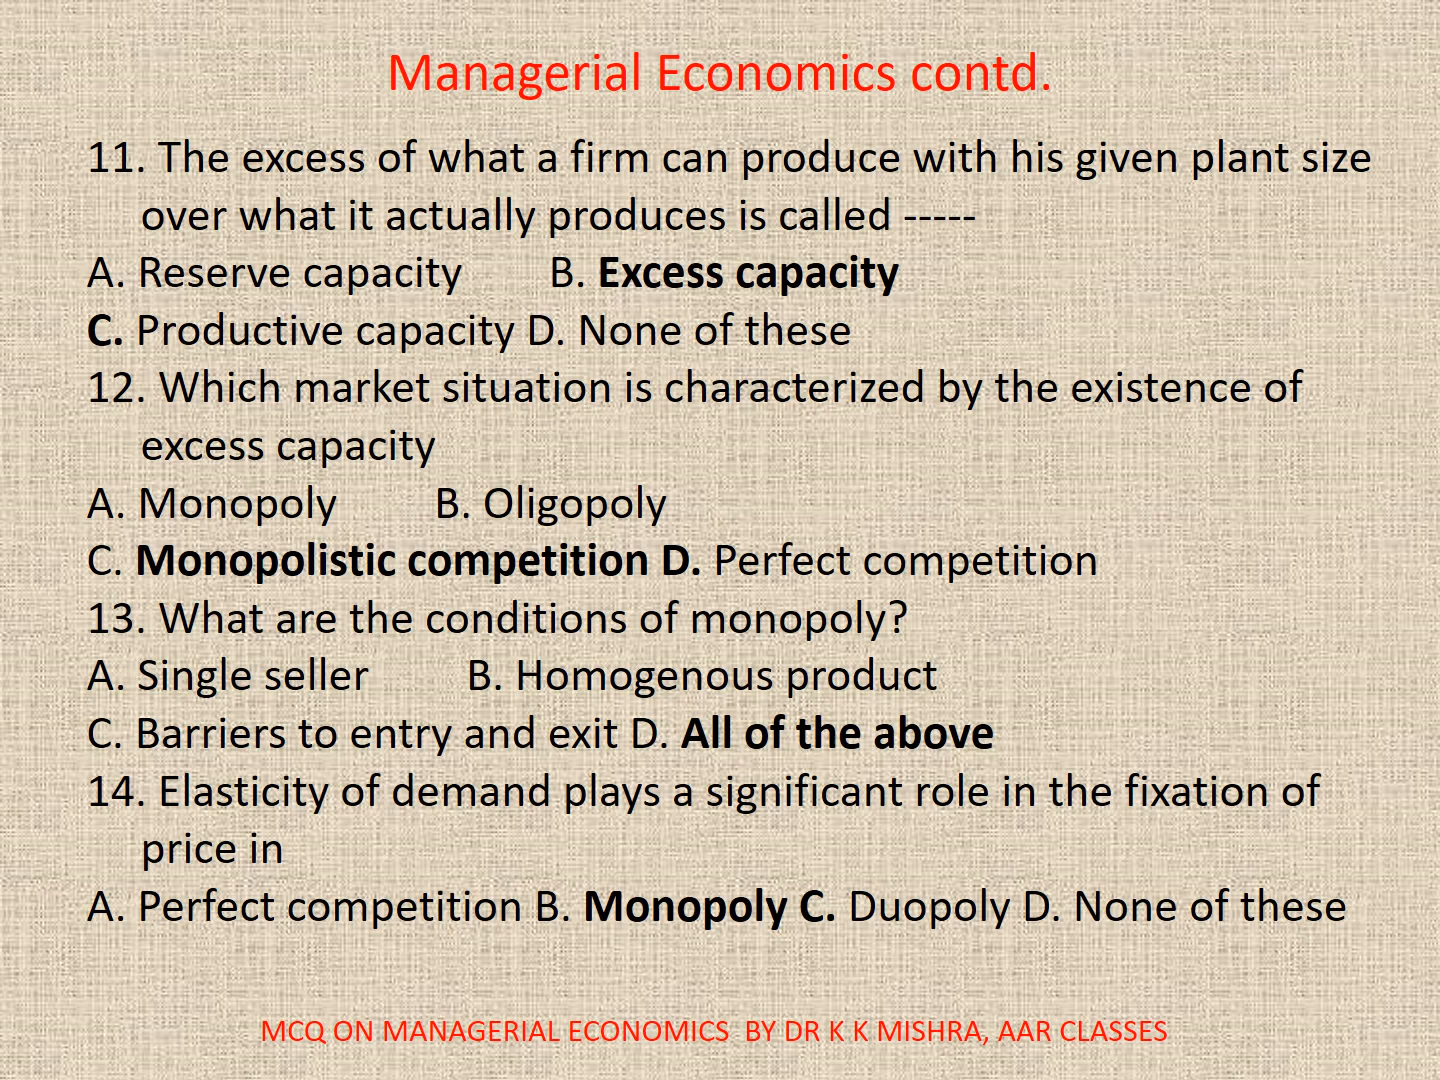 Managerial Economics contd.
11. The excess of what a firm can produce with his given plant size
over what it actually produces is called -----
A. Reserve capacity B. Excess capacity
C. Productive capacity D. None of these
12. Which market situation is characterized by the existence of
excess capacity
A. Monopoly B. Oligopoly
C. Monopolistic competition D. Perfect competition
13. What are the conditions of monopoly?
A. Single seller B. Homogenous product
C. Barriers to entry and exit D. All of the above
14. Elasticity of demand plays a significant role in the fixation of
price in
A. Perfect competition B. Monopoly C. Duopoly D. None of these
MCQ ON MANAGERIAL ECONOMICS BY DR K K MISHRA, AAR CLASSES